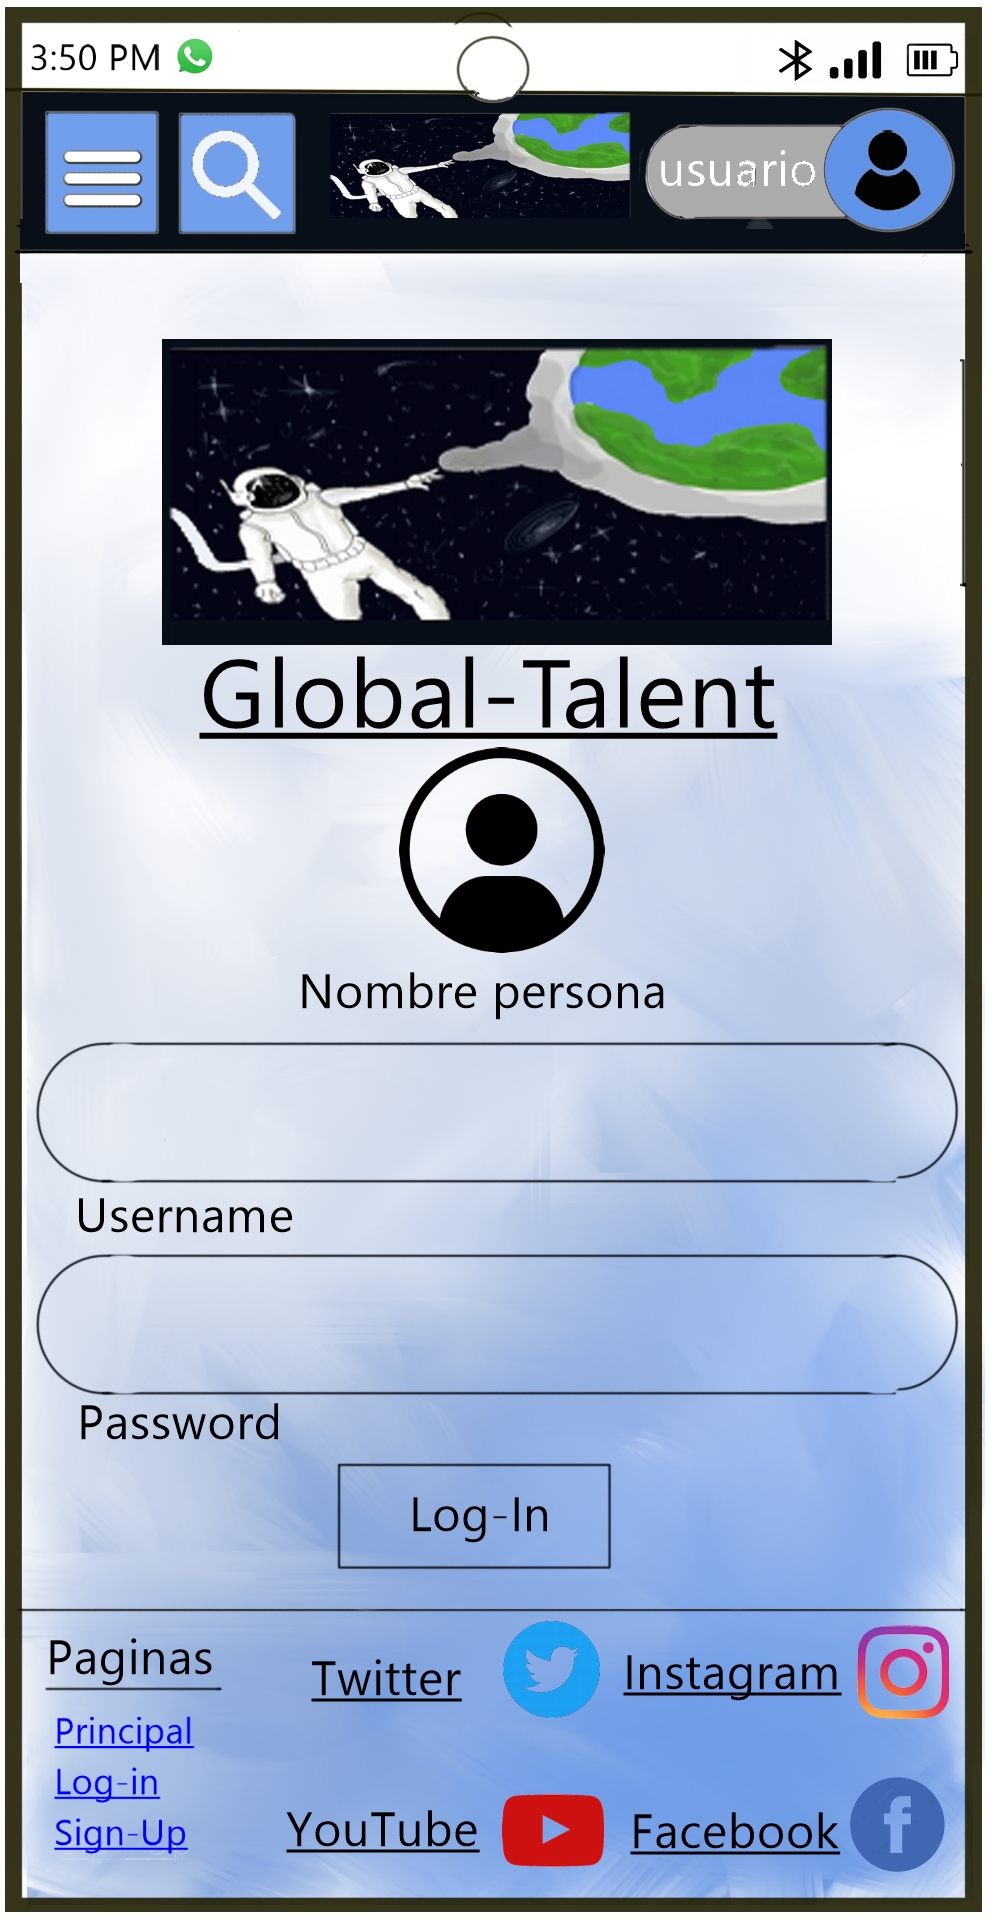 3:50 PM
usuario
Global-Talent
Nombre persona
Username
Password
Log-In
Paginas
Principal
Log-in
Sign-Up
Twitter
Instagram
YouTube
Facebook